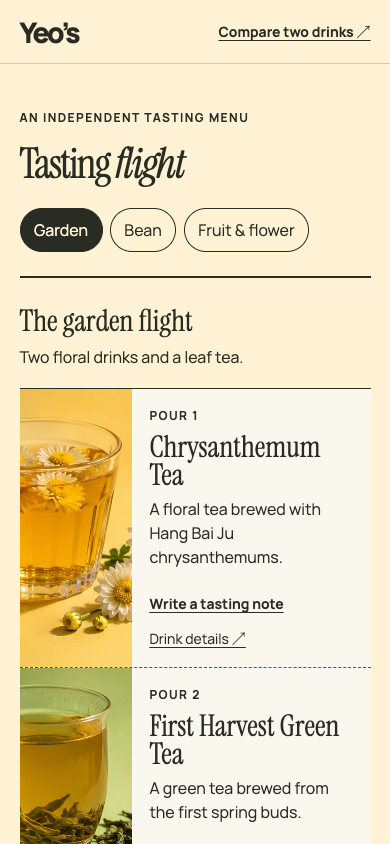 Yeo's
Compare two drinks ↗
AN INDEPENDENT TASTING MENU
Tasting flight
Garden
Bean
Fruit & flower
The garden flight
Two floral drinks and a leaf tea.
POUR 1
Chrysanthemum
Tea
A floral tea brewed with
Hang Bai Ju
chrysanthemums.
Write a tasting note
Drink details ↗
POUR 2
First Harvest Green
Tea
A green tea brewed from
the first spring buds.